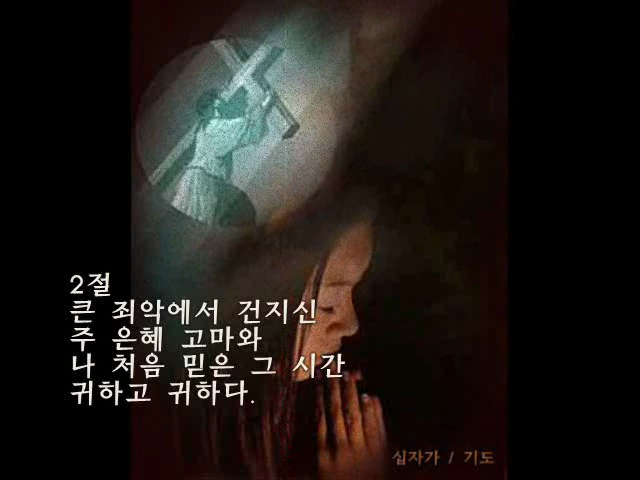 2절
큰 죄악에서 건지신
주 은혜 고마와
나 처음 믿은 그 시간
귀하고 귀하다.
십자가 / 기도